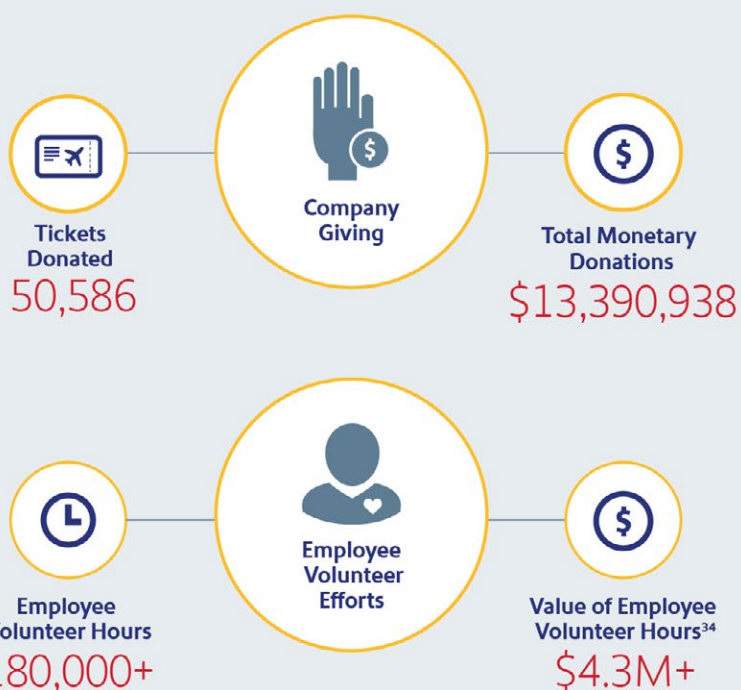 Company
Giving
Tickets
Donated
50,586
Total Monetary
Donations
$13,390,938
Employee
Volunteer
Efforts
Employee
olunteer Hours
80,000+
Value of Employee
Volunteer Hours³⁴
$4.3M+